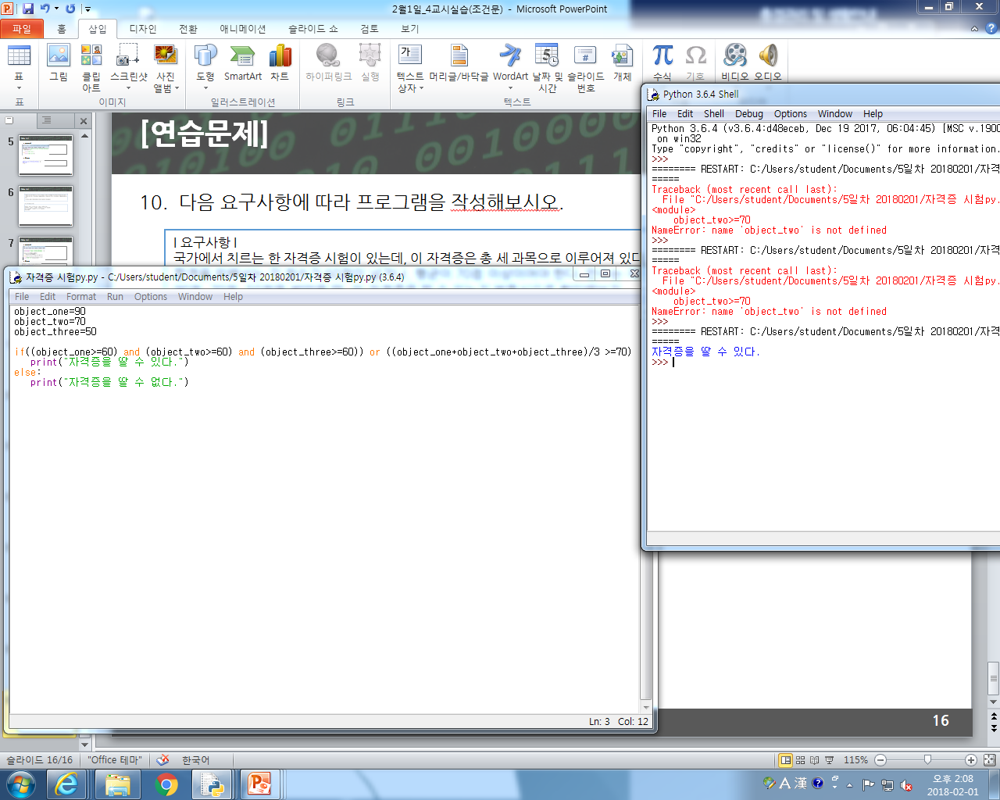 2월1일_4교시실습(조건문) - Microsoft PowerPoint
파일 홈 삽입 디자인 전환 애니메이션 슬라이드 쇼 검토 보기
표 그림 클립 아트 스크린샷 사진 앨범 도형 SmartArt 차트 하이퍼링크 실행 텍스트 상자 머리글/바닥글 WordArt 날짜 및 시간 슬라이드 번호 개체 수식 기호 비디오 오디오
표 이미지 일러스트레이션 링크 텍스트
5
6
7
[연습문제]
10. 다음 요구사항에 따라 프로그램을 작성해보시오.
I 요구사항 I
국가에서 치르는 한 자격증 시험이 있는데, 이 자격증은 총 세 과목으로 이루어져 있다
자격증 시험py.py - C:/Users/student/Documents/5일차 20180201/자격증 시험py.py (3.6.4)
File Edit Format Run Options Window Help
object_one=90
object_two=70
object_three=50
if((object_one>=60) and (object_two>=60) and (object_three>=60)) or ((object_one+object_two+object_three)/3 >=70)
print("자격증을 딸 수 있다.")
else:
print("자격증을 딸 수 없다.")
Ln: 3 Col: 12
Python 3.6.4 Shell
File Edit Shell Debug Options Window Help
Python 3.6.4 (v3.6.4:d48eceb, Dec 19 2017, 06:04:45) [MSC v.1900
on win32
Type "copyright", "credits" or "license()" for more information.
>>>
======== RESTART: C:/Users/student/Documents/5일차 20180201/자격
=====
Traceback (most recent call last):
File "C:/Users/student/Documents/5일차 20180201/자격증 시험py.
<module>
object_two>=70
NameError: name 'object_two' is not defined
>>>
======== RESTART: C:/Users/student/Documents/5일차 20180201/자격
=====
Traceback (most recent call last):
File "C:/Users/student/Documents/5일차 20180201/자격증 시험py.
<module>
object_two>=70
NameError: name 'object_two' is not defined
>>>
======== RESTART: C:/Users/student/Documents/5일차 20180201/자격
=====
자격증을 딸 수 있다.
>>>
16
슬라이드 16/16 "Office 테마" 한국어 115%
A 漢 오후 2:08
2018-02-01